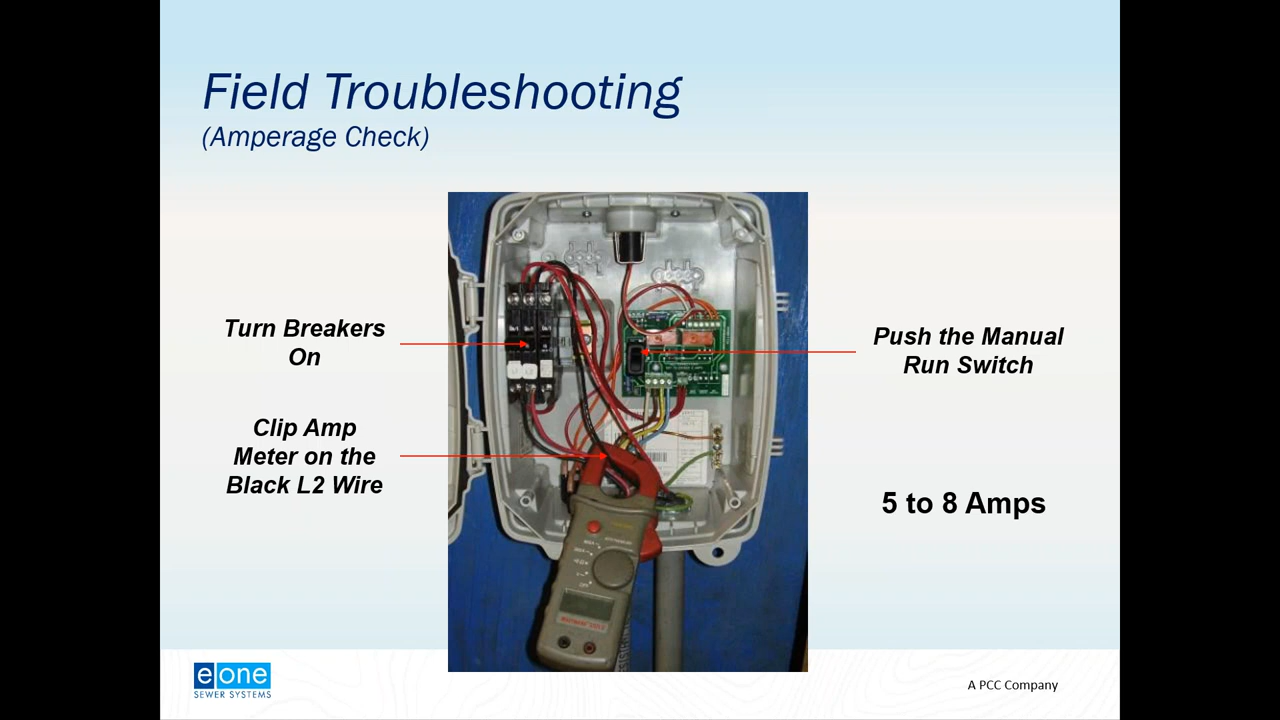 Field Troubleshooting
(Amperage Check)
Turn Breakers
On
Push the Manual
Run Switch
Clip Amp
Meter on the
Black L2 Wire
5 to 8 Amps
e one
SEWER SYSTEMS
A PCC Company